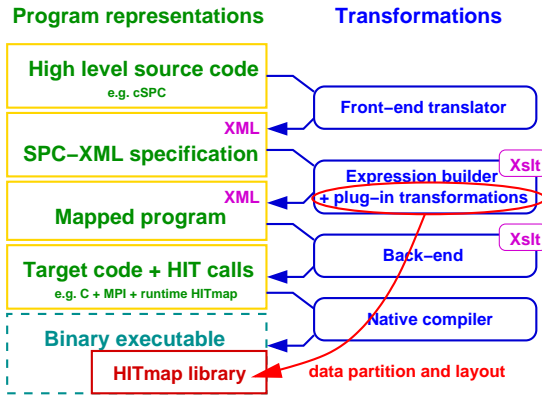 Program representations
Transformations
High level source code
e.g. cSPC
Front−end translator
XML
SPC−XML specification
Xslt
Expression builder
+ plug−in transformations
XML
Mapped program
Xslt
Back−end
Target code + HIT calls
e.g. C + MPI + runtime HITmap
Native compiler
Binary executable
HITmap library
data partition and layout